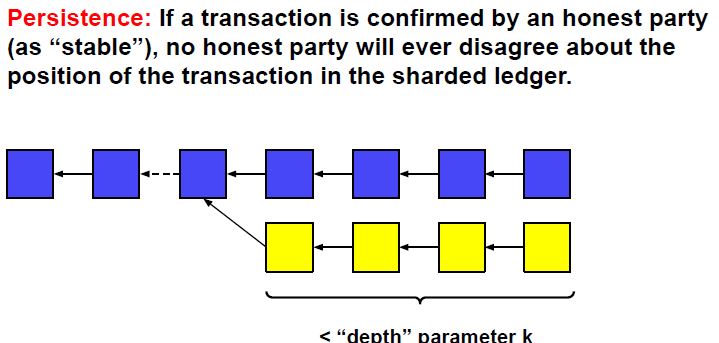 Persistence: If a transaction is confirmed by an honest party
(as “stable”), no honest party will ever disagree about the
position of the transaction in the sharded ledger.
< “depth” parameter k